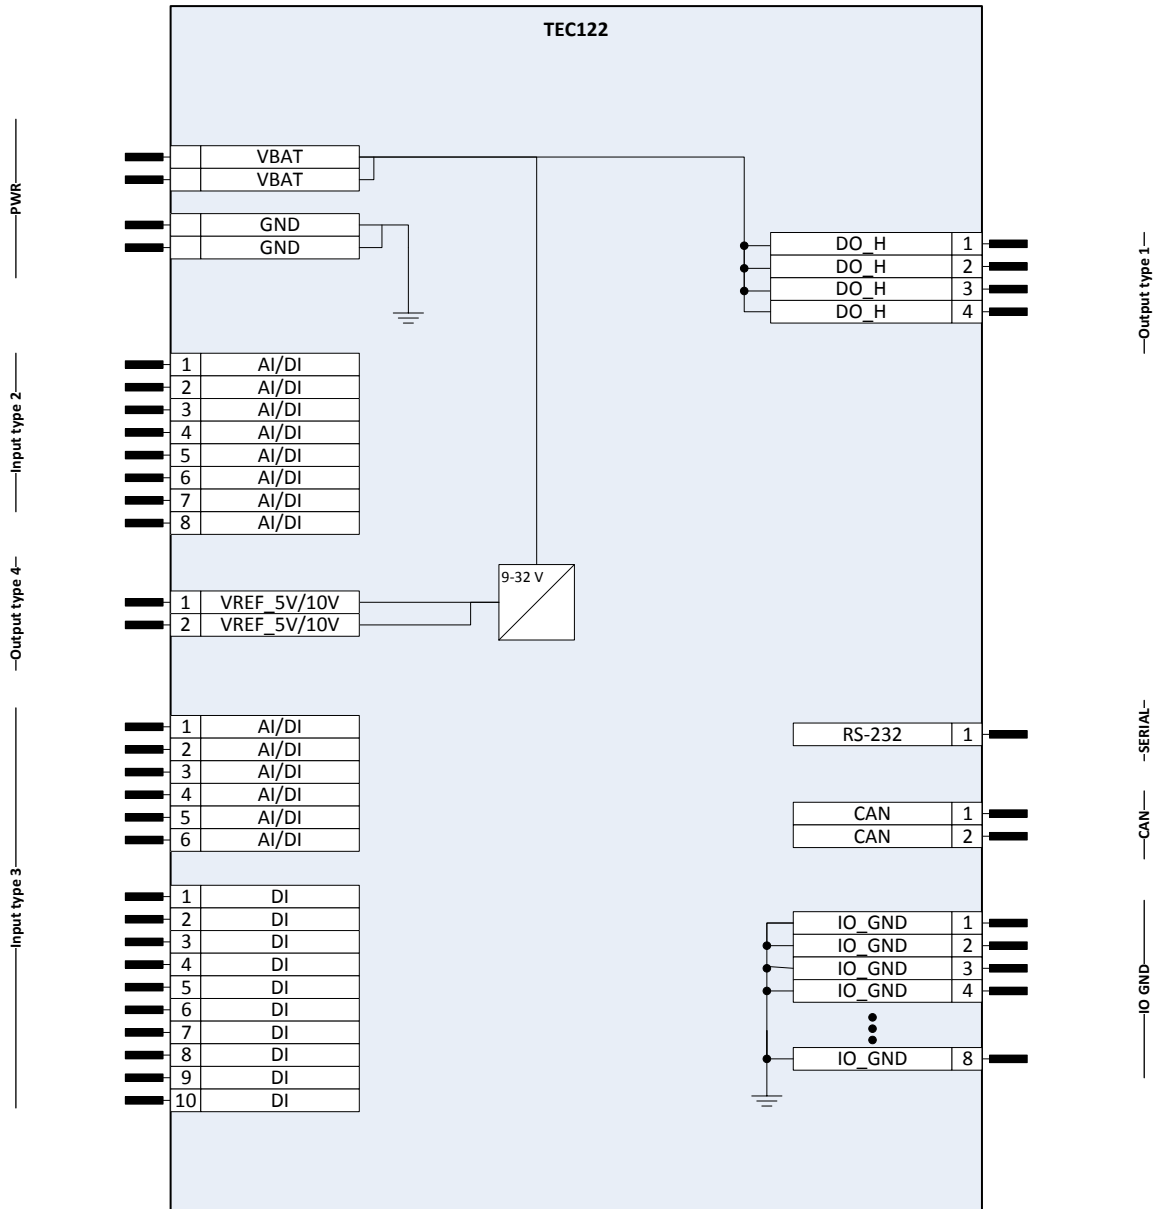 TEC122
PWR
VBAT
VBAT
GND
GND
Input type 2
1 AI/DI
2 AI/DI
3 AI/DI
4 AI/DI
5 AI/DI
6 AI/DI
7 AI/DI
8 AI/DI
Output type 4
1 VREF_5V/10V
2 VREF_5V/10V
9-32 V
Input type 3
1 AI/DI
2 AI/DI
3 AI/DI
4 AI/DI
5 AI/DI
6 AI/DI
1 DI
2 DI
3 DI
4 DI
5 DI
6 DI
7 DI
8 DI
9 DI
10 DI
DO_H 1
DO_H 2
DO_H 3
DO_H 4
Output type 1
RS-232 1
SERIAL
CAN 1
CAN 2
CAN
IO_GND 1
IO_GND 2
IO_GND 3
IO_GND 4
IO_GND 8
IO GND